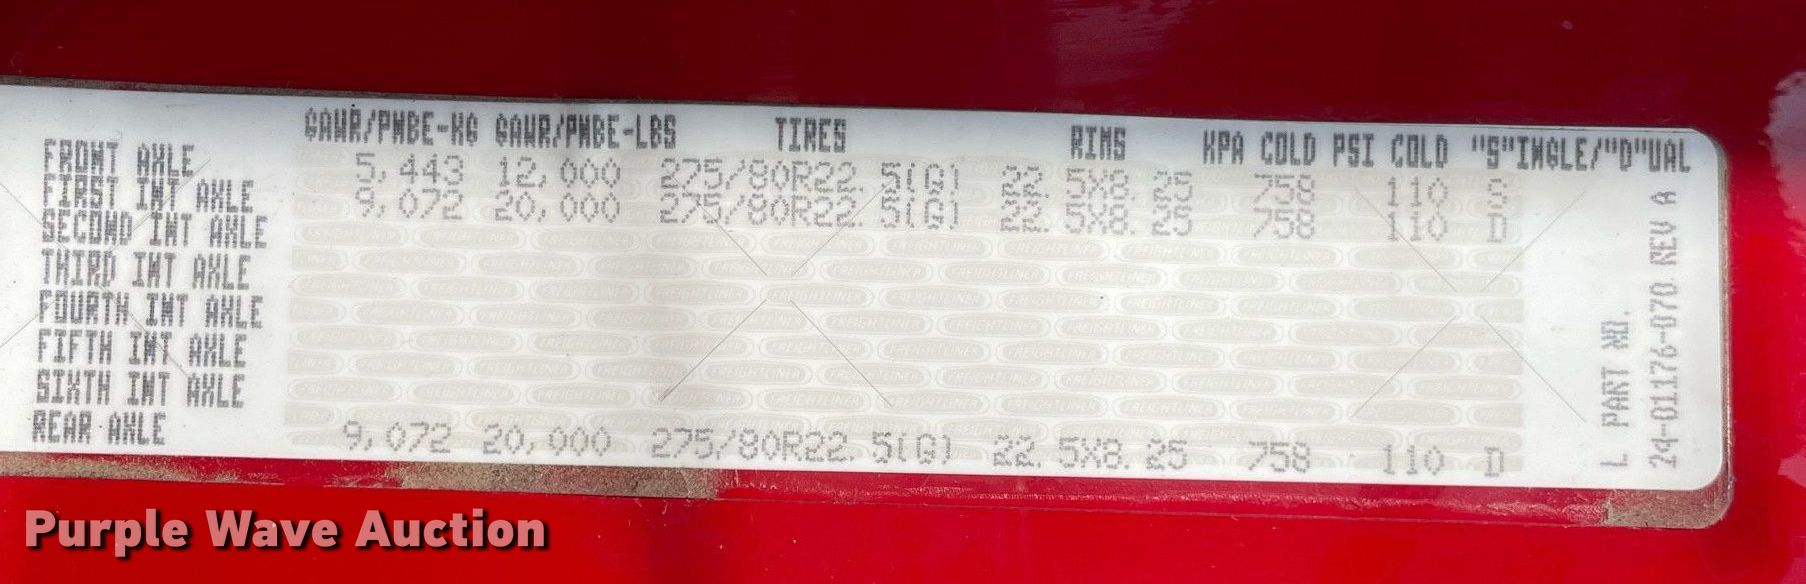 GAWR/PNBE-KG GAWR/PNBE-LBS TIRES RIMS KPA COLD PSI COLD "S"INGLE/"D"UAL
FRONT AXLE 5,443 12,000 275/80R22.5(G) 22.5X8.25 758 110 S
FIRST INT AXLE 9,072 20,000 275/80R22.5(G) 22.5X8.25 758 110 D
SECOND INT AXLE
THIRD INT AXLE
FOURTH INT AXLE
FIFTH INT AXLE
SIXTH INT AXLE
REAR AXLE 9,072 20,000 275/80R22.5(G) 22.5X8.25 758 110 D
L PART NO.
24-01176-070 REV A
Purple Wave Auction